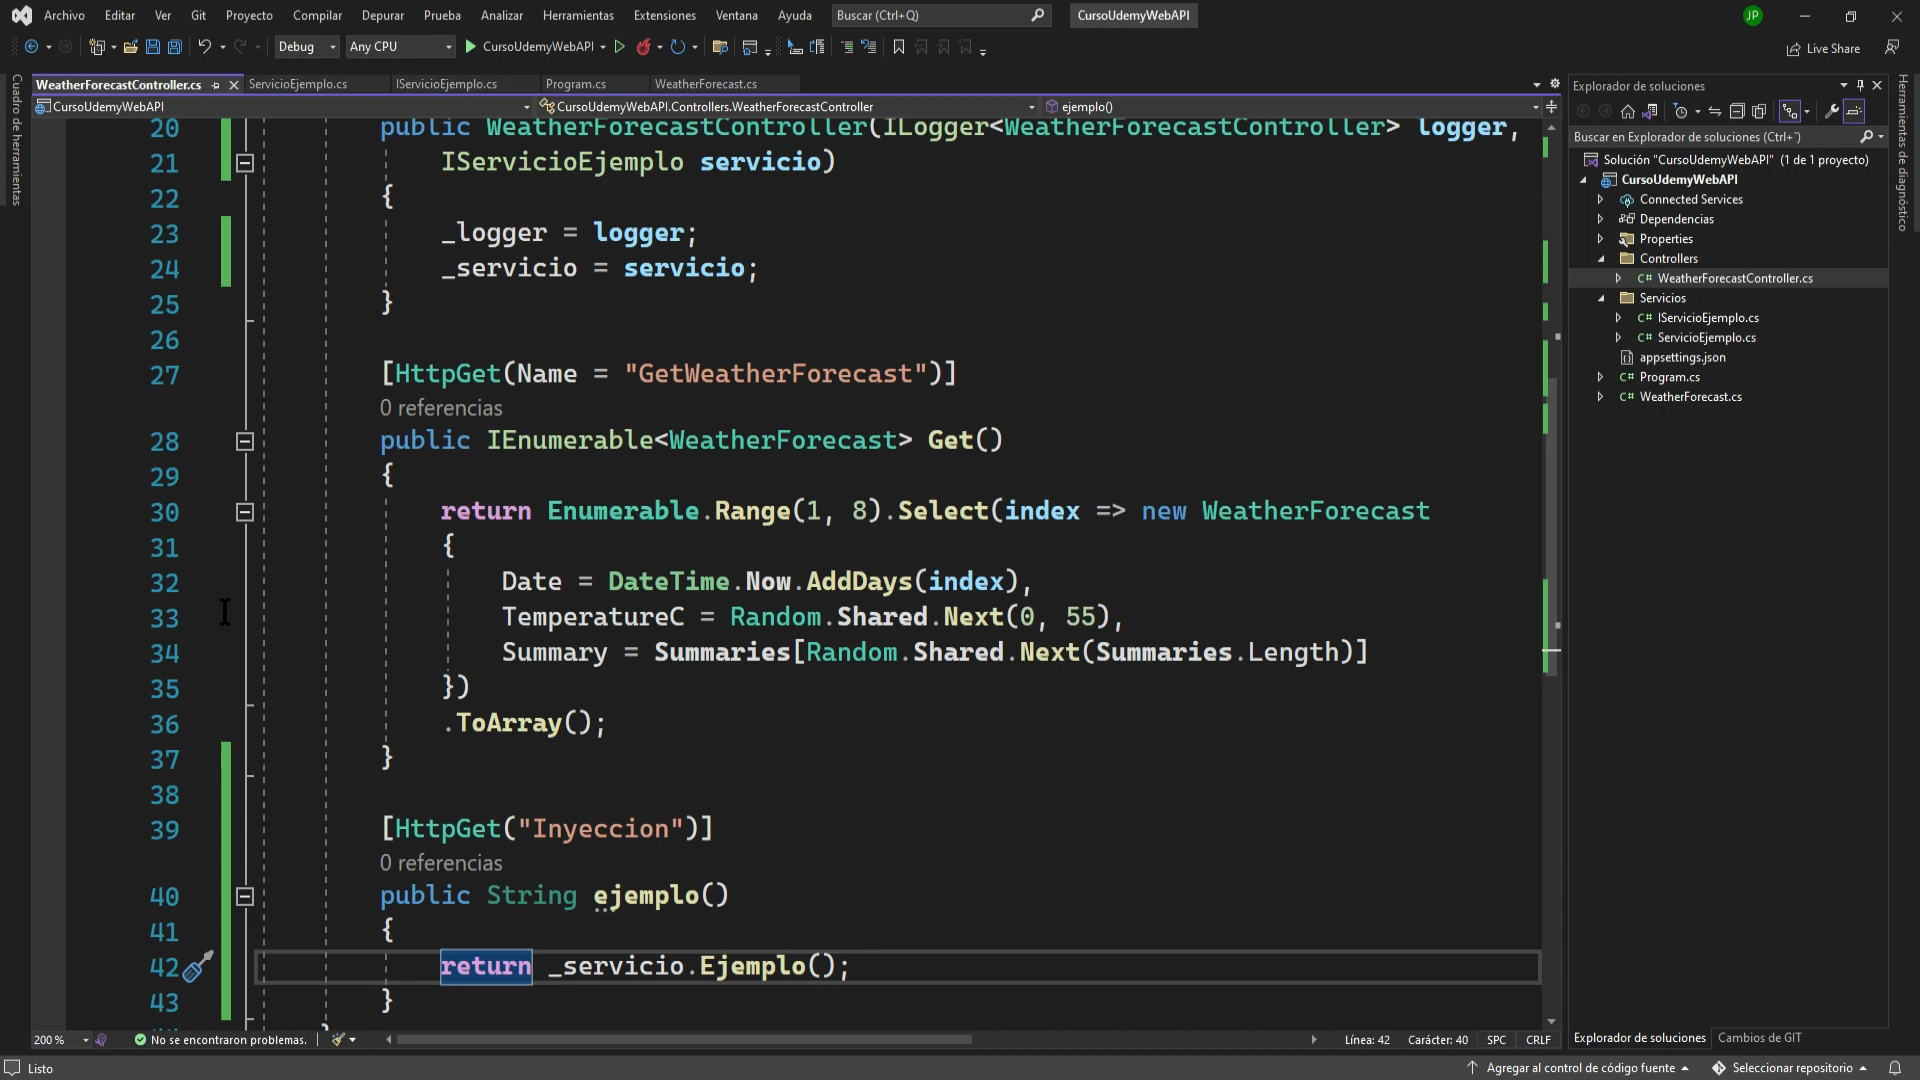 Archivo Editar Ver Git Proyecto Compilar Depurar Prueba Analizar Herramientas Extensiones Ventana Ayuda Buscar (Ctrl+Q) CursoUdemyWebAPI JP
Debug Any CPU CursoUdemyWebAPI Live Share
Cuadro de herramientas
WeatherForecastController.cs ServicioEjemplo.cs IServicioEjemplo.cs Program.cs WeatherForecast.cs
CursoUdemyWebAPI CursoUdemyWebAPI.Controllers.WeatherForecastController ejemplo()
20 public WeatherForecastController(ILogger<WeatherForecastController> logger,
21 IServicioEjemplo servicio)
22 {
23 _logger = logger;
24 _servicio = servicio;
25 }
26
27 [HttpGet(Name = "GetWeatherForecast")]
0 referencias
28 public IEnumerable<WeatherForecast> Get()
29 {
30 return Enumerable.Range(1, 8).Select(index => new WeatherForecast
31 {
32 Date = DateTime.Now.AddDays(index),
33 TemperatureC = Random.Shared.Next(0, 55),
34 Summary = Summaries[Random.Shared.Next(Summaries.Length)]
35 })
36 .ToArray();
37 }
38
39 [HttpGet("Inyeccion")]
0 referencias
40 public String ejemplo()
41 {
42 return _servicio.Ejemplo();
43 }
200 % No se encontraron problemas. Línea: 42 Carácter: 40 SPC CRLF
Explorador de soluciones
Buscar en Explorador de soluciones (Ctrl+`)
Solución "CursoUdemyWebAPI" (1 de 1 proyecto)
CursoUdemyWebAPI
Connected Services
Dependencias
Properties
Controllers
C# WeatherForecastController.cs
Servicios
C# IServicioEjemplo.cs
C# ServicioEjemplo.cs
appsettings.json
C# Program.cs
C# WeatherForecast.cs
Explorador de soluciones Cambios de GIT
Herramientas de diagnóstico
Listo Agregar al control de código fuente Seleccionar repositorio